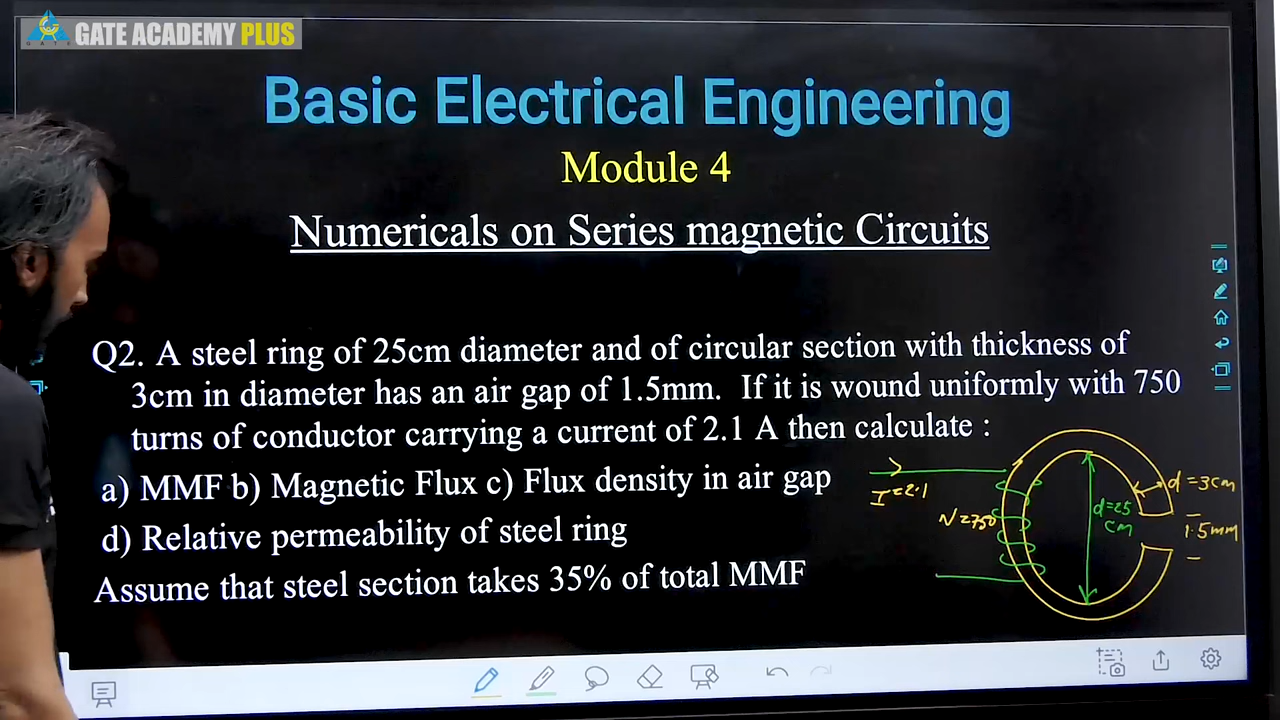 GATE ACADEMY PLUS
Basic Electrical Engineering
Module 4
Numericals on Series magnetic Circuits
Q2. A steel ring of 25cm diameter and of circular section with thickness of
3cm in diameter has an air gap of 1.5mm. If it is wound uniformly with 750
turns of conductor carrying a current of 2.1 A then calculate :
a) MMF b) Magnetic Flux c) Flux density in air gap
d) Relative permeability of steel ring
Assume that steel section takes 35% of total MMF
I=2.1
N=750
d=25
cm
d=3cm
1.5mm